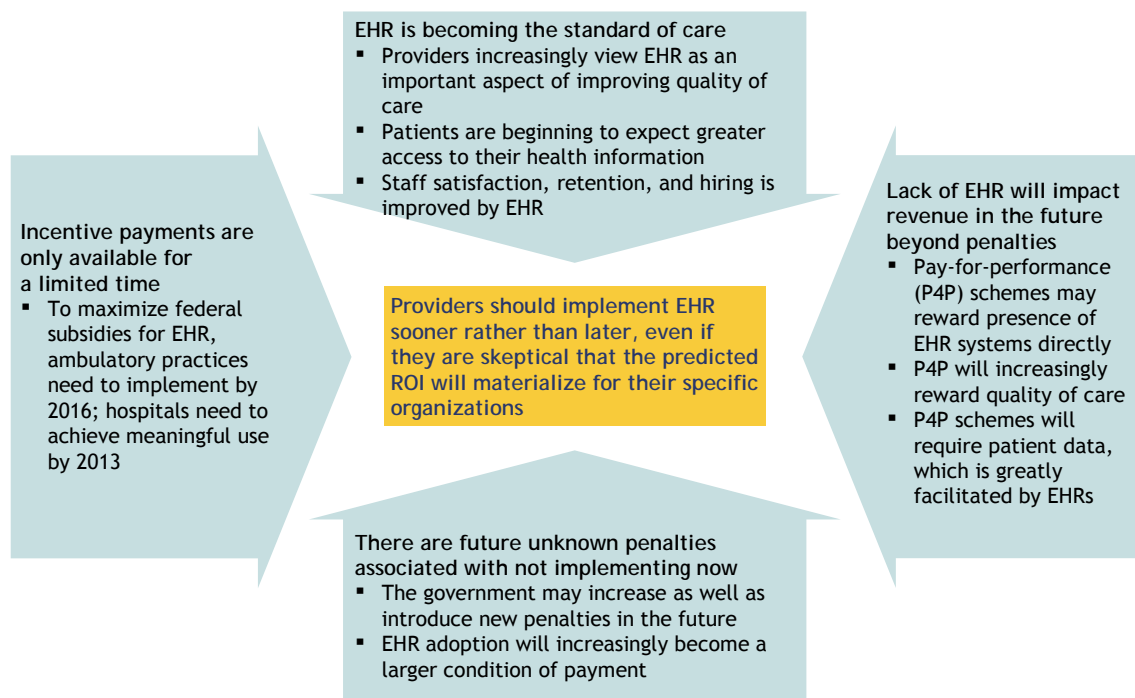 EHR is becoming the standard of care
▪ Providers increasingly view EHR as an
important aspect of improving quality of
care
▪ Patients are beginning to expect greater
access to their health information
▪ Staff satisfaction, retention, and hiring is
improved by EHR
Incentive payments are
only available for
a limited time
▪ To maximize federal
subsidies for EHR,
ambulatory practices
need to implement by
2016; hospitals need to
achieve meaningful use
by 2013
Providers should implement EHR
sooner rather than later, even if
they are skeptical that the predicted
ROI will materialize for their specific
organizations
Lack of EHR will impact
revenue in the future
beyond penalties
▪ Pay-for-performance
(P4P) schemes may
reward presence of
EHR systems directly
▪ P4P will increasingly
reward quality of care
▪ P4P schemes will
require patient data,
which is greatly
facilitated by EHRs
There are future unknown penalties
associated with not implementing now
▪ The government may increase as well as
introduce new penalties in the future
▪ EHR adoption will increasingly become a
larger condition of payment